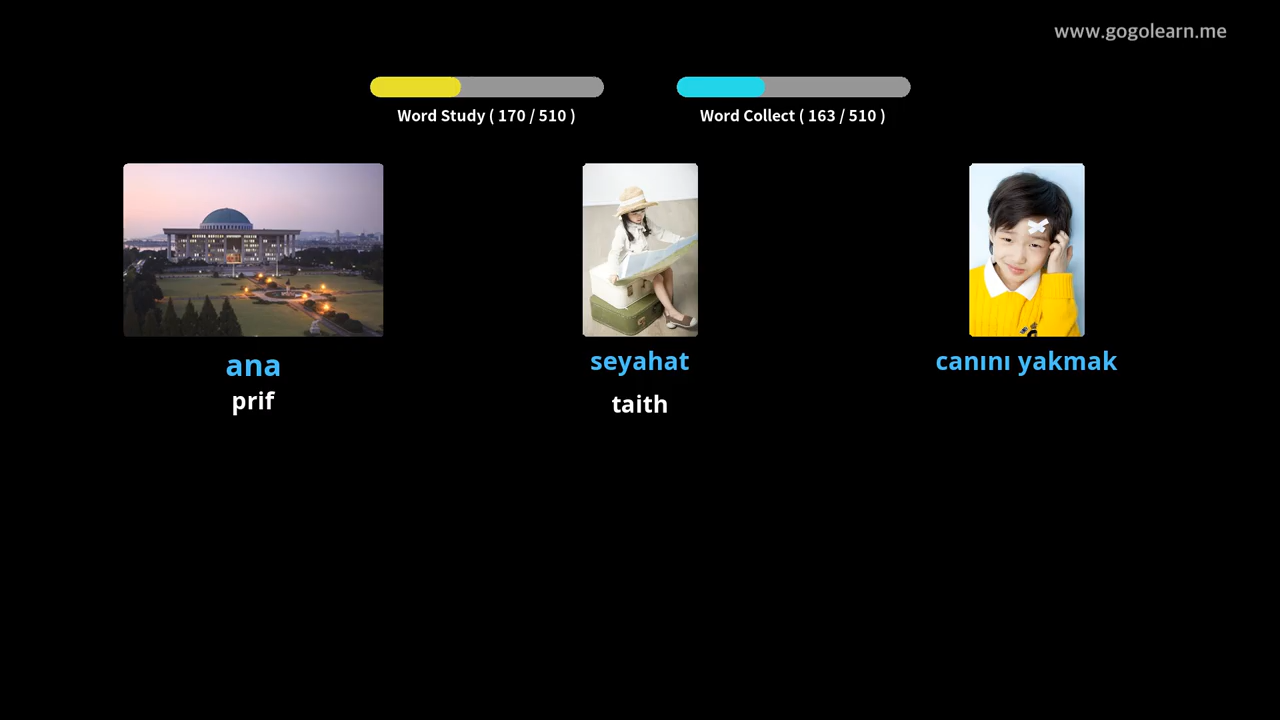 www.gogolearn.me
Word Study ( 170 / 510 )
Word Collect ( 163 / 510 )
ana
prif
seyahat
taith
canını yakmak